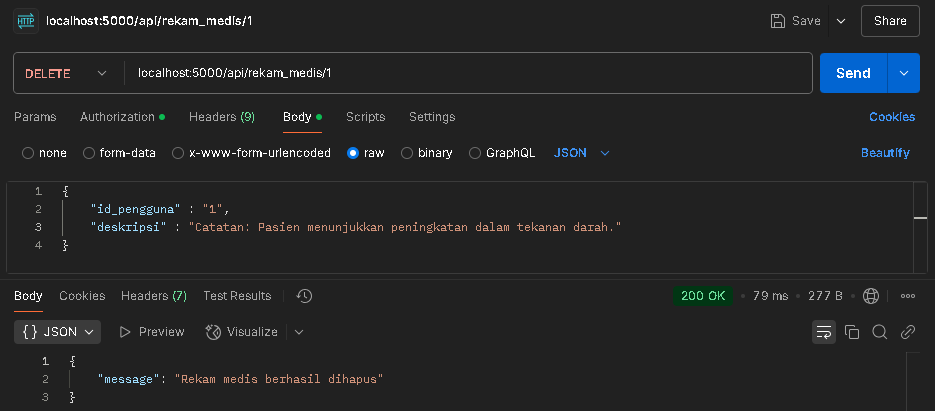 HTTP localhost:5000/api/rekam_medis/1 Save Share
DELETE localhost:5000/api/rekam_medis/1 Send
Params Authorization Headers (9) Body Scripts Settings Cookies
none form-data x-www-form-urlencoded raw binary GraphQL JSON Beautify
1 {
2 "id_pengguna" : "1",
3 "deskripsi" : "Catatan: Pasien menunjukkan peningkatan dalam tekanan darah."
4 }
Body Cookies Headers (7) Test Results 200 OK 79 ms 277 B
{} JSON Preview Visualize
1 {
2 "message": "Rekam medis berhasil dihapus"
3 }